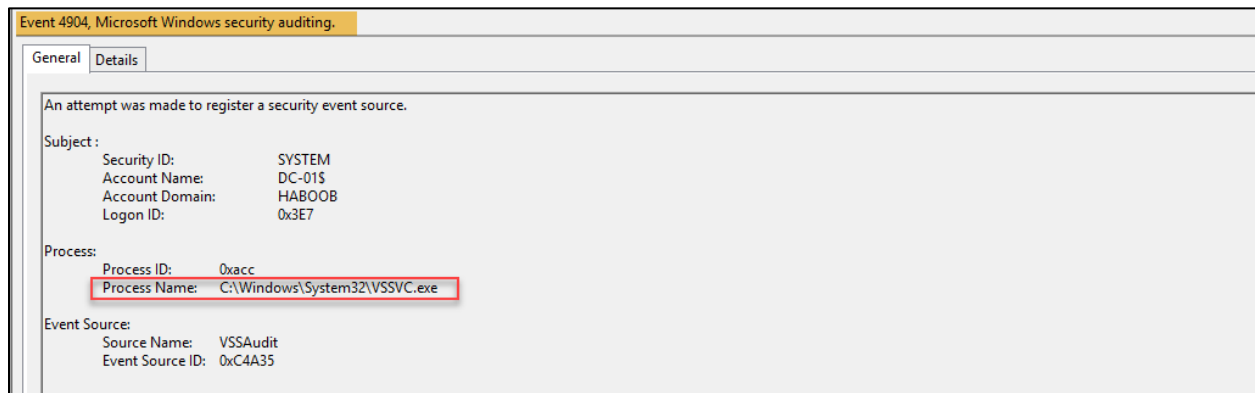 Event 4904, Microsoft Windows security auditing.
General Details
An attempt was made to register a security event source.
Subject :
Security ID: SYSTEM
Account Name: DC-01$
Account Domain: HABOOB
Logon ID: 0x3E7
Process:
Process ID: 0xacc
Process Name: C:\Windows\System32\VSSVC.exe
Event Source:
Source Name: VSSAudit
Event Source ID: 0xC4A35